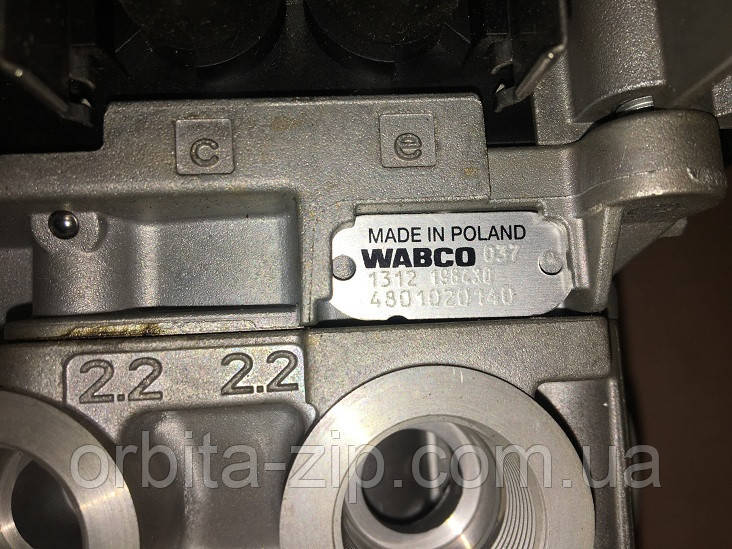 c e
MADE IN POLAND
WABCO 037
1312
4801020140
2.2 2.2
orbita-zip.com.ua